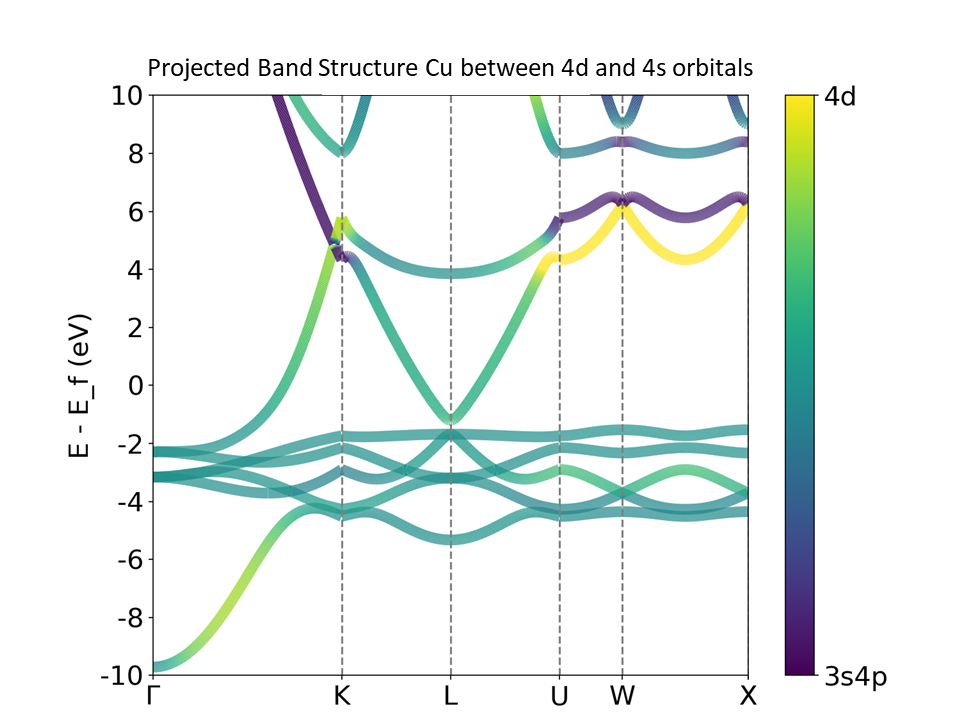 Projected Band Structure Cu between 4d and 4s orbitals
10
8
6
4
2
0
-2
-4
-6
-8
-10
E - E_f (eV)
Γ K L U W X
4d
3s4p